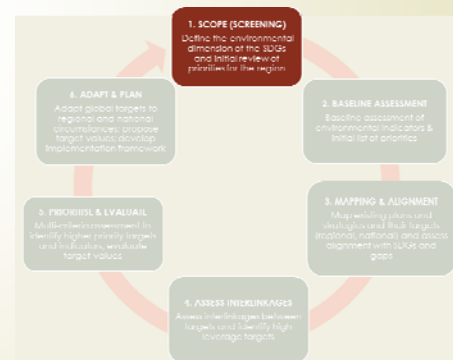 1. SCOPE (SCREENING)
Define the environmental
dimension of the SDGs
and initial review of
priorities for the region
2. BASELINE ASSESSMENT
Baseline assessment of
environmental indicators &
initial list of priorities
3. MAPPING & ALIGNMENT
Map existing plans and
strategies and their targets
(regional, national) and assess
alignment with SDGs and
gaps
4. ASSESS INTERLINKAGES
Assess interlinkages between
targets and identify high
leverage targets
5. PRIORITISE & EVALUATE
Multi-criteria assessment to
identify higher priority targets
and indicators, evaluate
target values
6. ADAPT & PLAN
Adapt global targets to
regional and national
circumstances; propose
target values; develop
implementation framework